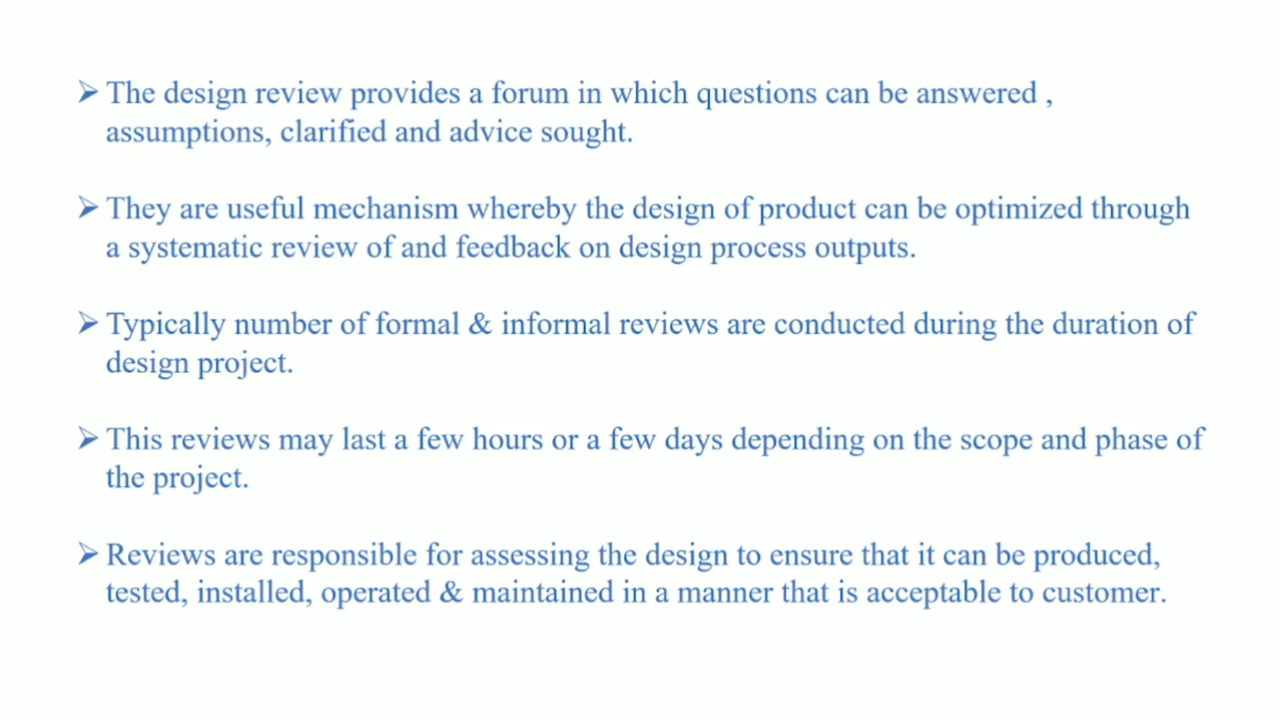 ➢ The design review provides a forum in which questions can be answered ,
assumptions, clarified and advice sought.
➢ They are useful mechanism whereby the design of product can be optimized through
a systematic review of and feedback on design process outputs.
➢ Typically number of formal & informal reviews are conducted during the duration of
design project.
➢ This reviews may last a few hours or a few days depending on the scope and phase of
the project.
➢ Reviews are responsible for assessing the design to ensure that it can be produced,
tested, installed, operated & maintained in a manner that is acceptable to customer.